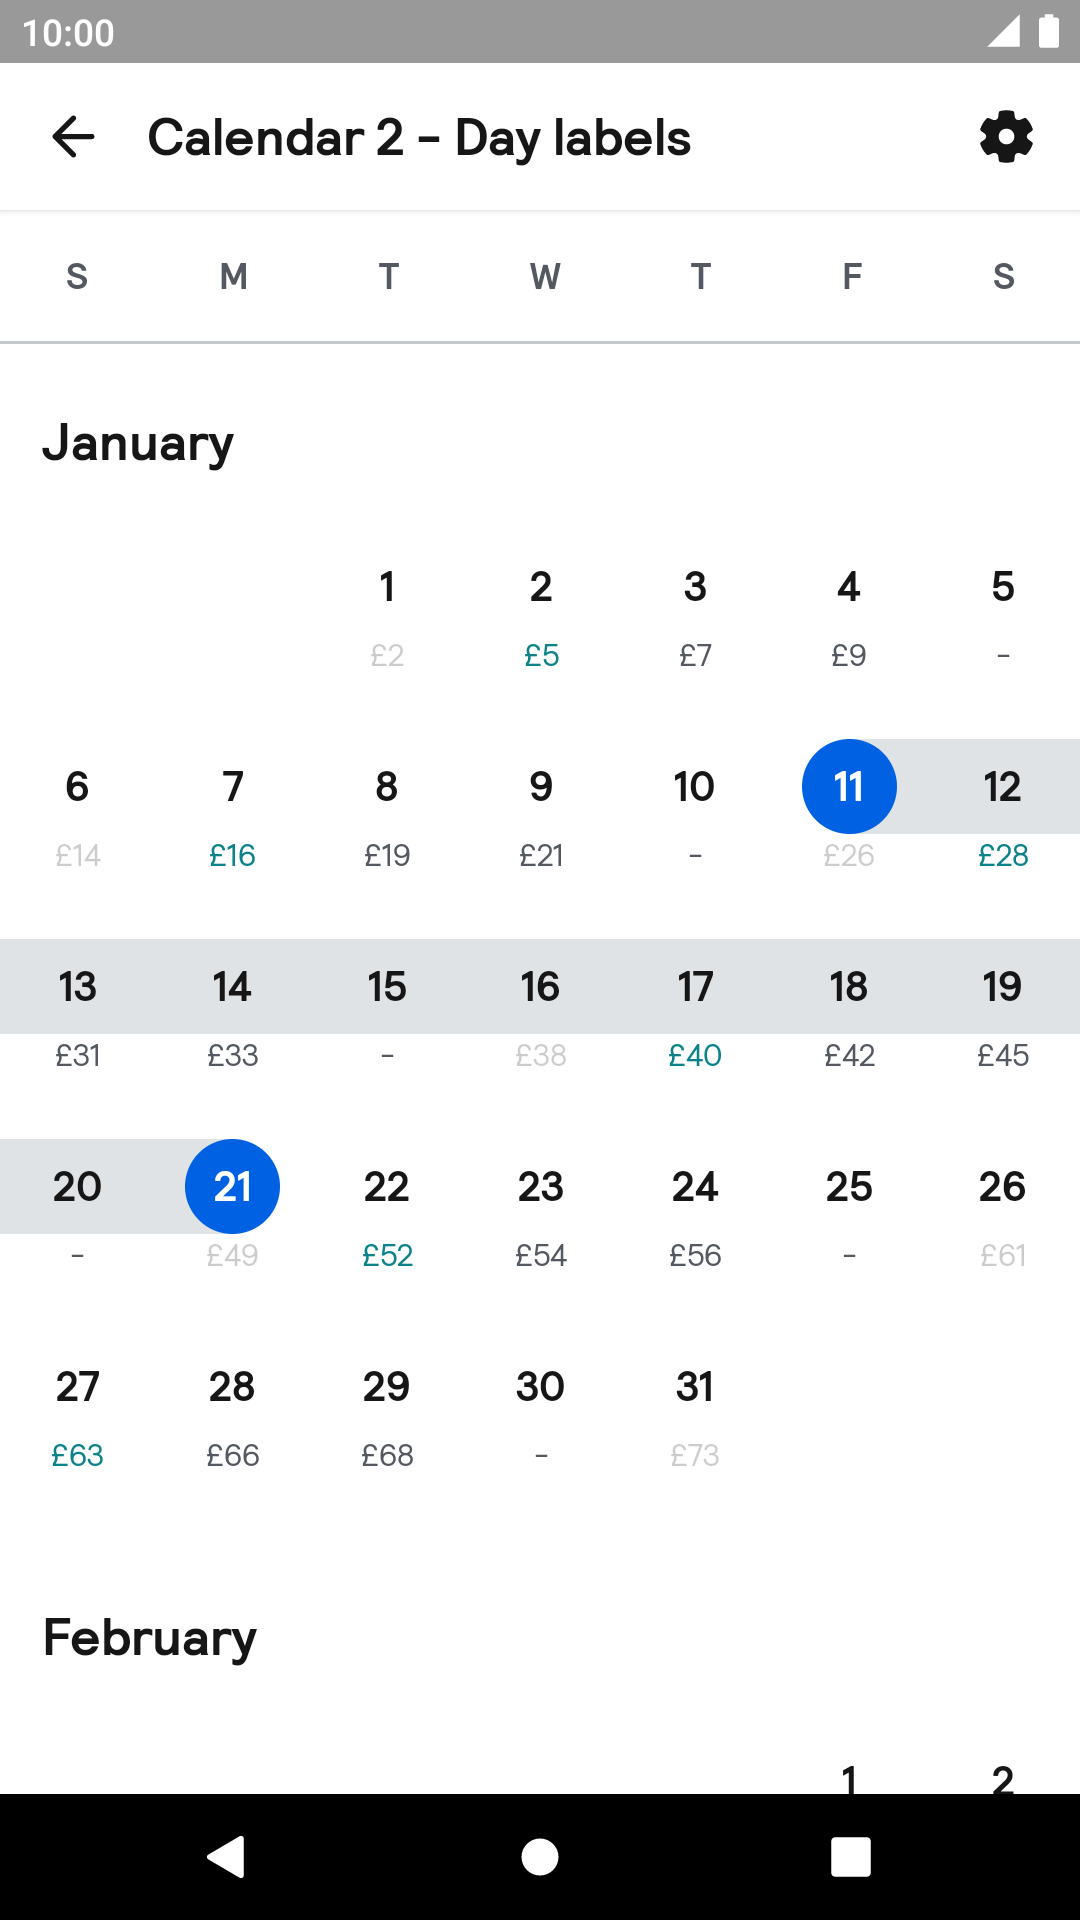 10:00
Calendar 2 – Day labels
S M T W T F S
January
1 2 3 4 5
£2 £5 £7 £9 -
6 7 8 9 10 11 12
£14 £16 £19 £21 - £26 £28
13 14 15 16 17 18 19
£31 £33 - £38 £40 £42 £45
20 21 22 23 24 25 26
- £49 £52 £54 £56 - £61
27 28 29 30 31
£63 £66 £68 - £73
February
1 2